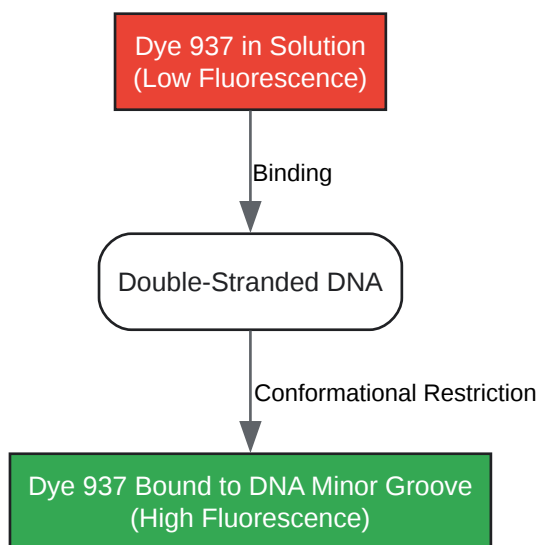 Dye 937 in Solution
(Low Fluorescence)
Binding
Double-Stranded DNA
Conformational Restriction
Dye 937 Bound to DNA Minor Groove
(High Fluorescence)